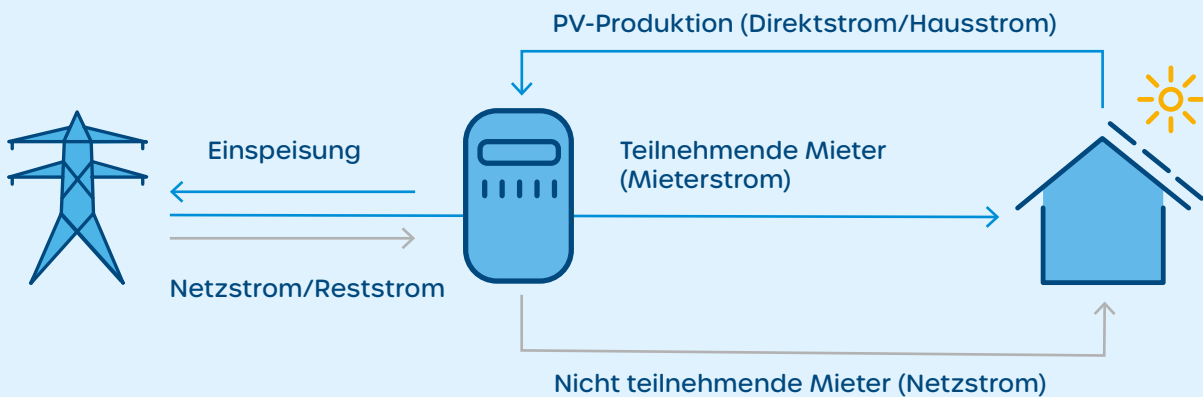 PV-Produktion (Direktstrom/Hausstrom)
Einspeisung
Teilnehmende Mieter
(Mieterstrom)
Netzstrom/Reststrom
Nicht teilnehmende Mieter (Netzstrom)